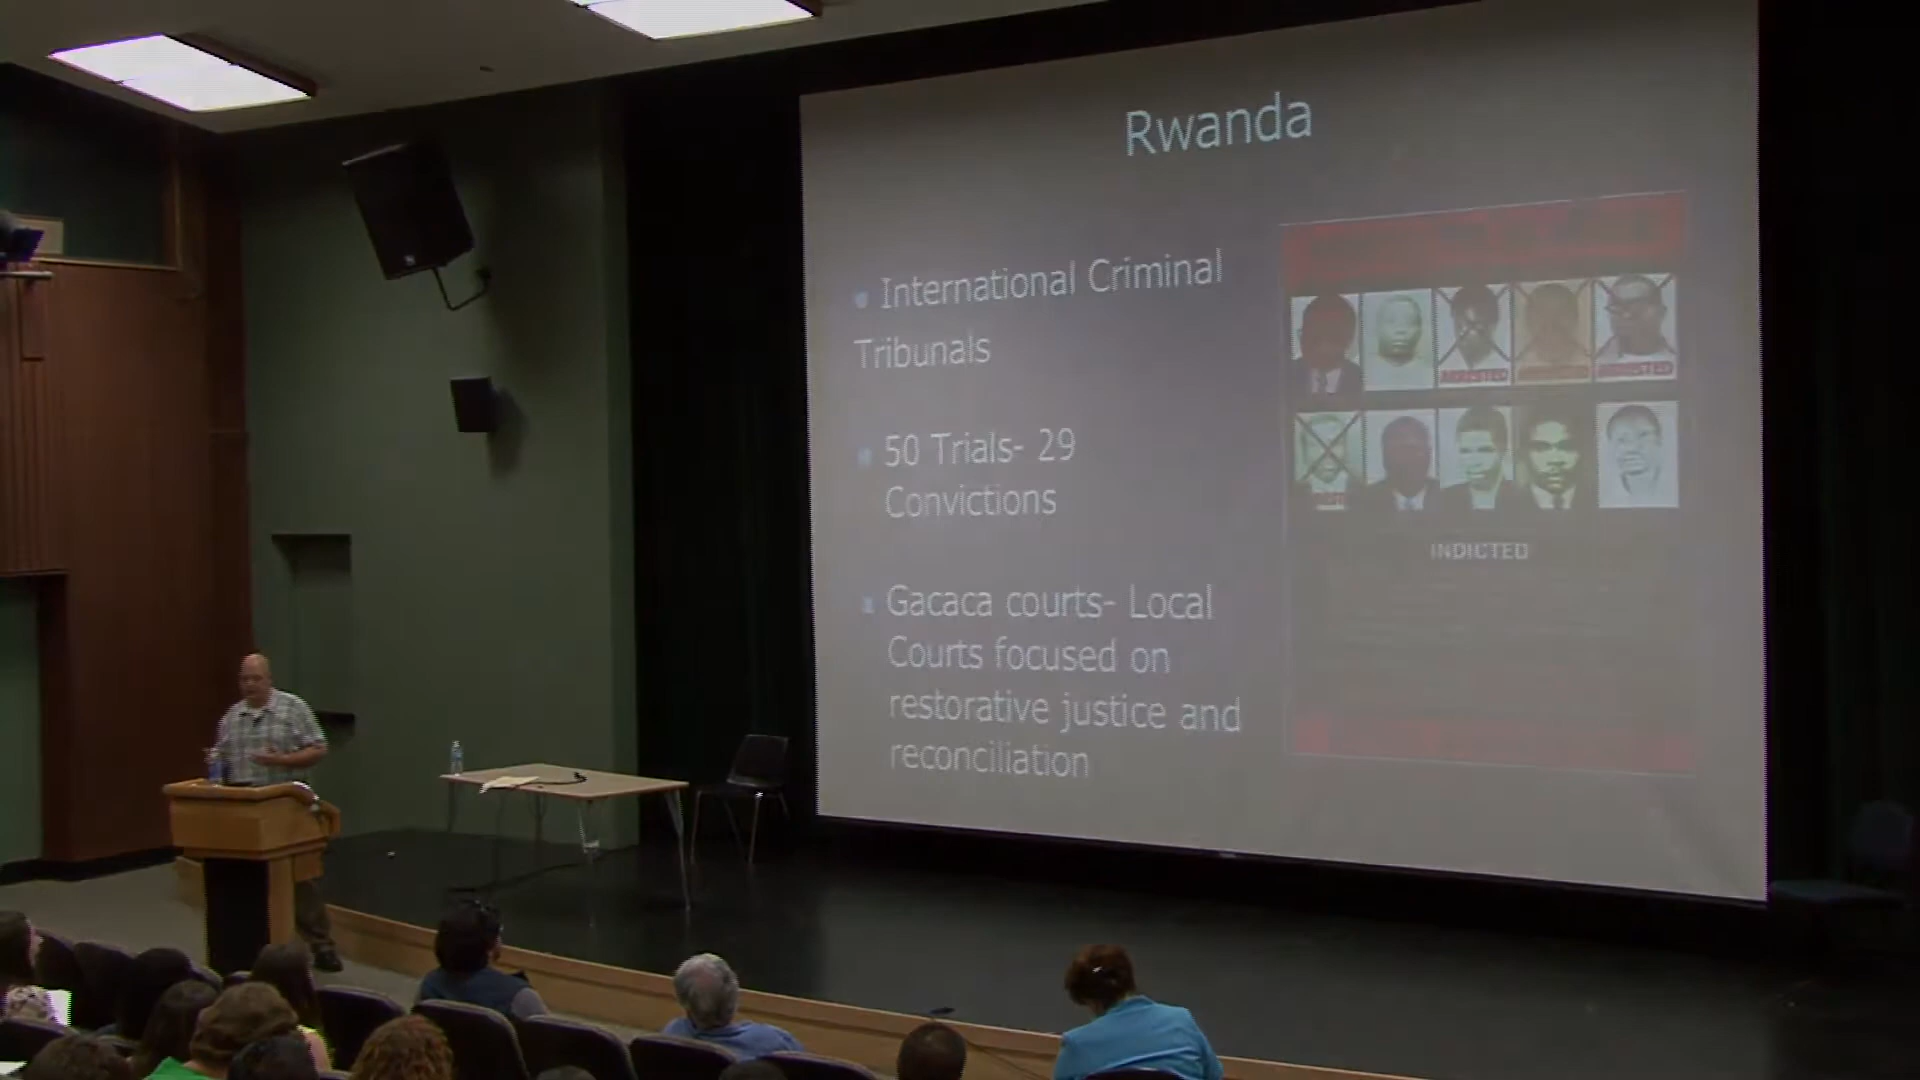 Rwanda
International Criminal
Tribunals
50 Trials- 29
Convictions
Gacaca courts- Local
Courts focused on
restorative justice and
reconciliation
ARRESTED
ARRESTED
INDICTED